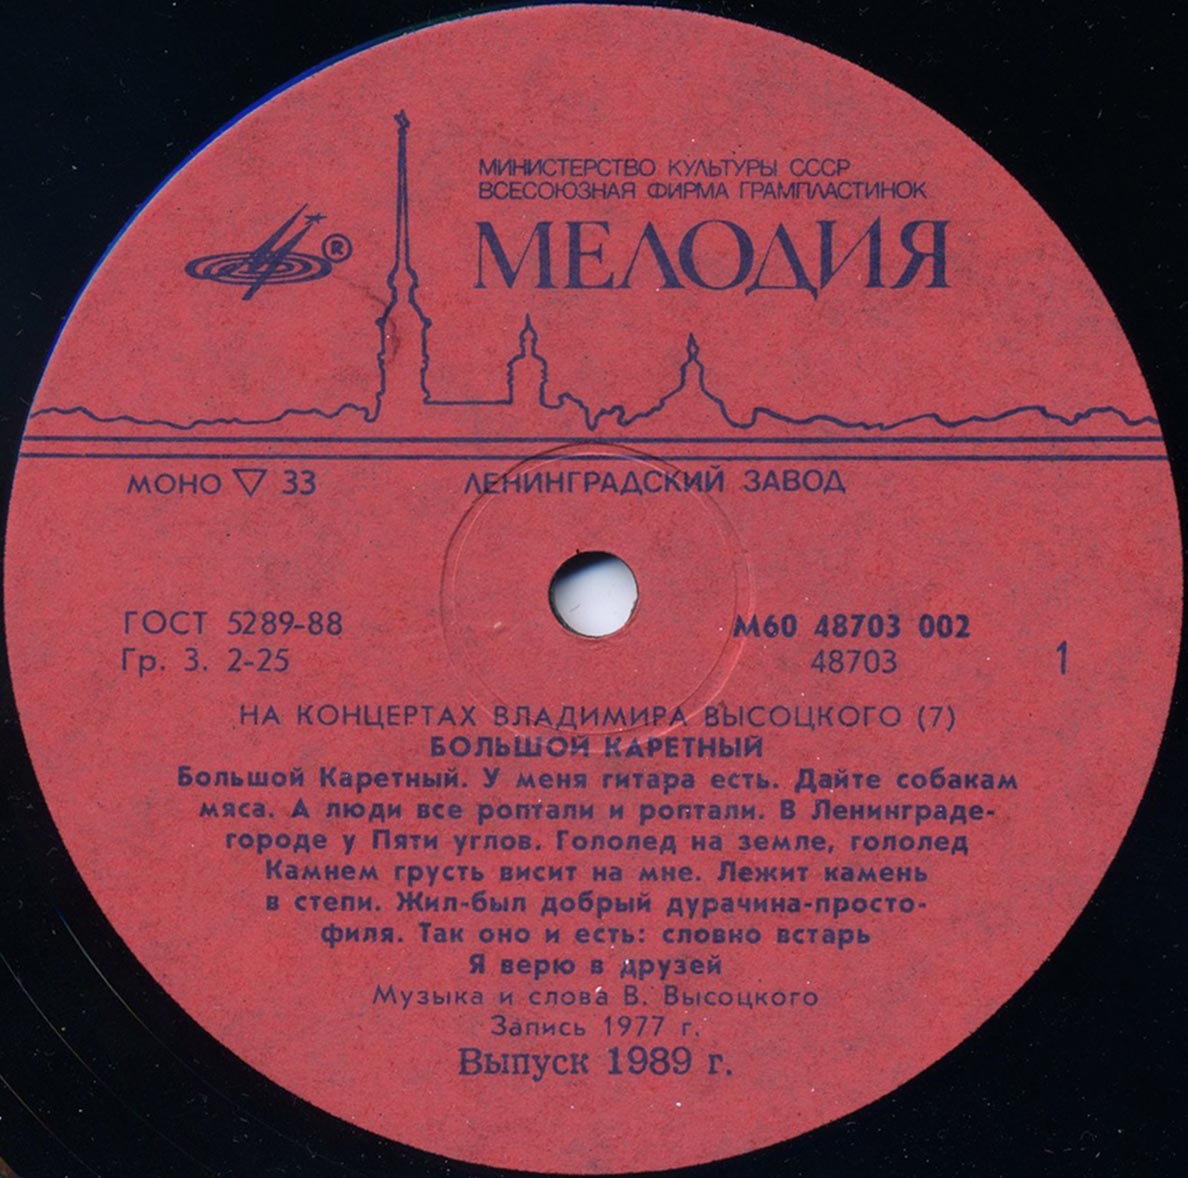 МИНИСТЕРСТВО КУЛЬТУРЫ СССР
ВСЕСОЮЗНАЯ ФИРМА ГРАМПЛАСТИНОК
МЕЛОДИЯ
®
МОНО ▽ 33
ЛЕНИНГРАДСКИЙ ЗАВОД
ГОСТ 5289-88
Гр. 3. 2-25
М60 48703 002
48703
1
НА КОНЦЕРТАХ ВЛАДИМИРА ВЫСОЦКОГО (7)
БОЛЬШОЙ КАРЕТНЫЙ
Большой Каретный. У меня гитара есть. Дайте собакам
мяса. А люди все роптали и роптали. В Ленинграде-
городе у Пяти углов. Гололед на земле, гололед
Камнем грусть висит на мне. Лежит камень
в степи. Жил-был добрый дурачина-просто-
филя. Так оно и есть: словно встарь
Я верю в друзей
Музыка и слова В. Высоцкого
Запись 1977 г.
Выпуск 1989 г.